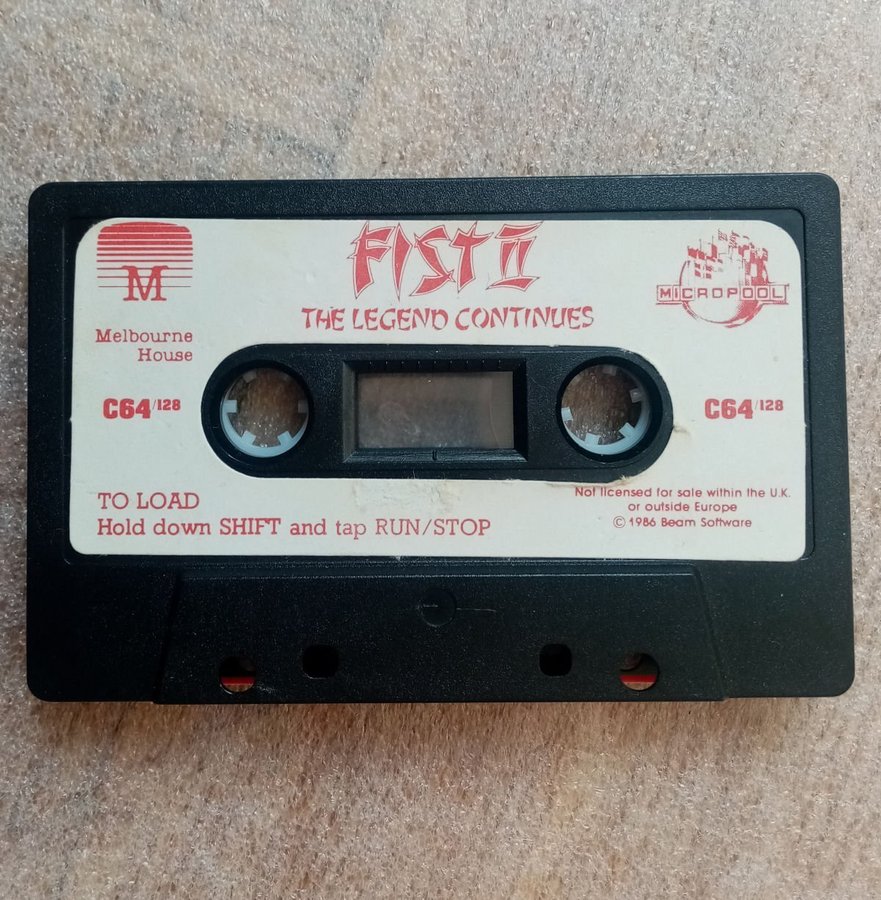 FIST II
THE LEGEND CONTINUES
M
Melbourne
House
MICROPOOL
C64/128
C64/128
TO LOAD
Hold down SHIFT and tap RUN/STOP
Not licensed for sale within the U.K.
or outside Europe
© 1986 Beam Software